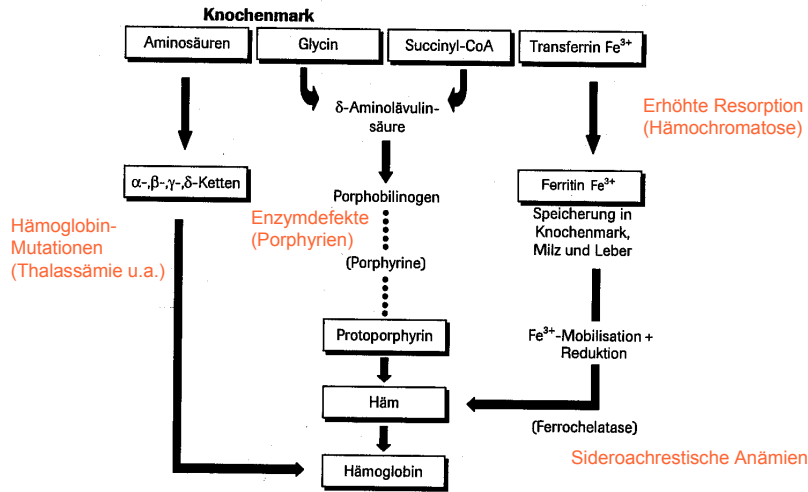 Knochenmark
Aminosäuren
Glycin
Succinyl-CoA
Transferrin Fe³⁺
δ-Aminolävulin-
säure
Erhöhte Resorption
(Hämochromatose)
α-,β-,γ-,δ-Ketten
Porphobilinogen
Ferritin Fe³⁺
Speicherung in
Knochenmark,
Milz und Leber
Hämoglobin-
Mutationen
(Thalassämie u.a.)
Enzymdefekte
(Porphyrien)
(Porphyrine)
Protoporphyrin
Fe³⁺-Mobilisation +
Reduktion
Häm
(Ferrochelatase)
Sideroachrestische Anämien
Hämoglobin